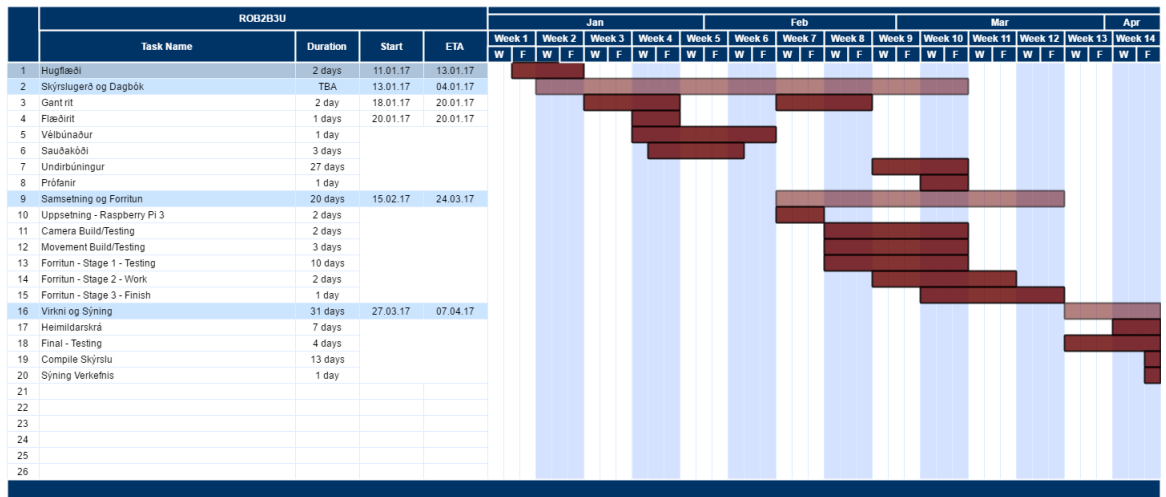 ROB2B3U
Jan Feb Mar Apr
Task Name Duration Start ETA
Week 1 Week 2 Week 3 Week 4 Week 5 Week 6 Week 7 Week 8 Week 9 Week 10 Week 11 Week 12 Week 13 Week 14
W F W F W F W F W F W F W F W F W F W F W F W F W F W F
1 Hugflæði 2 days 11.01.17 13.01.17
2 Skýrslugerð og Dagbók TBA 13.01.17 04.01.17
3 Gant rit 2 day 18.01.17 20.01.17
4 Flæðirit 1 days 20.01.17 20.01.17
5 Vélbúnaður 1 day
6 Sauðakóði 3 days
7 Undirbúningur 27 days
8 Prófanir 1 day
9 Samsetning og Forritun 20 days 15.02.17 24.03.17
10 Uppsetning - Raspberry Pi 3 2 days
11 Camera Build/Testing 2 days
12 Movement Build/Testing 3 days
13 Forritun - Stage 1 - Testing 10 days
14 Forritun - Stage 2 - Work 2 days
15 Forritun - Stage 3 - Finish 1 day
16 Virkni og Sýning 31 days 27.03.17 07.04.17
17 Heimildarskrá 7 days
18 Final - Testing 4 days
19 Compile Skýrslu 13 days
20 Sýning Verkefnis 1 day
21
22
23
24
25
26